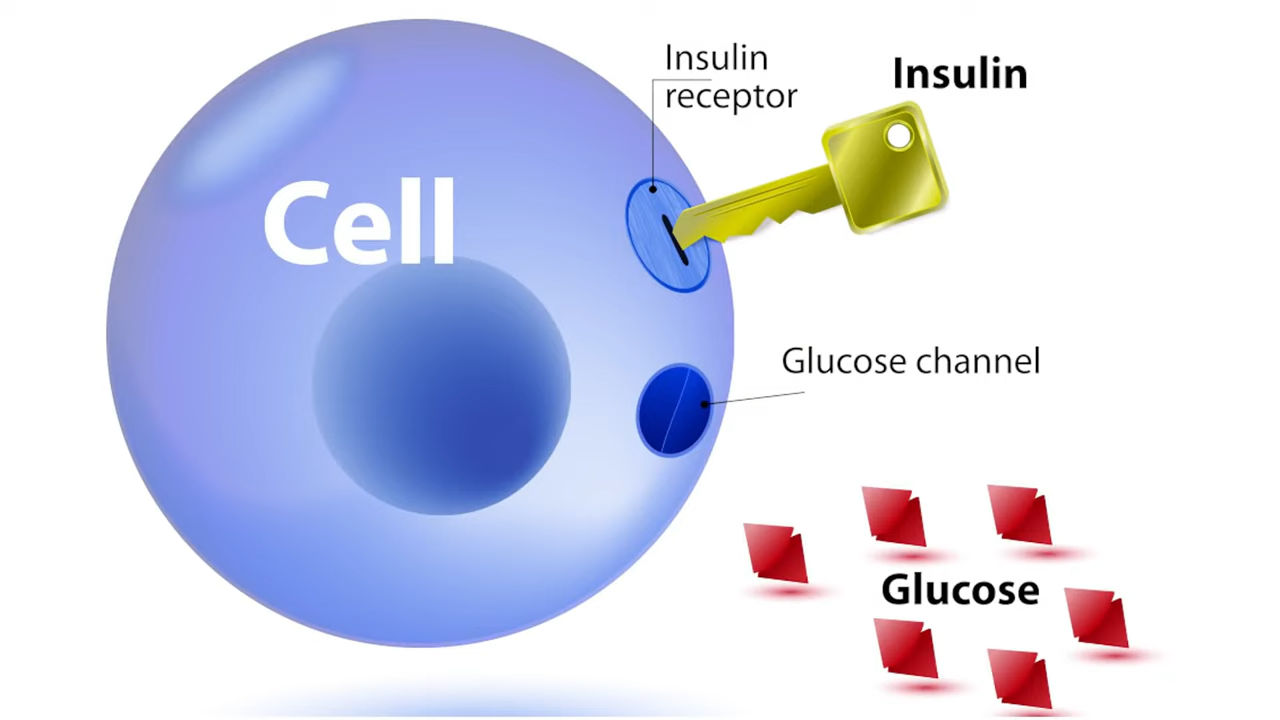 Insulin
receptor
Insulin
Cell
Glucose channel
Glucose